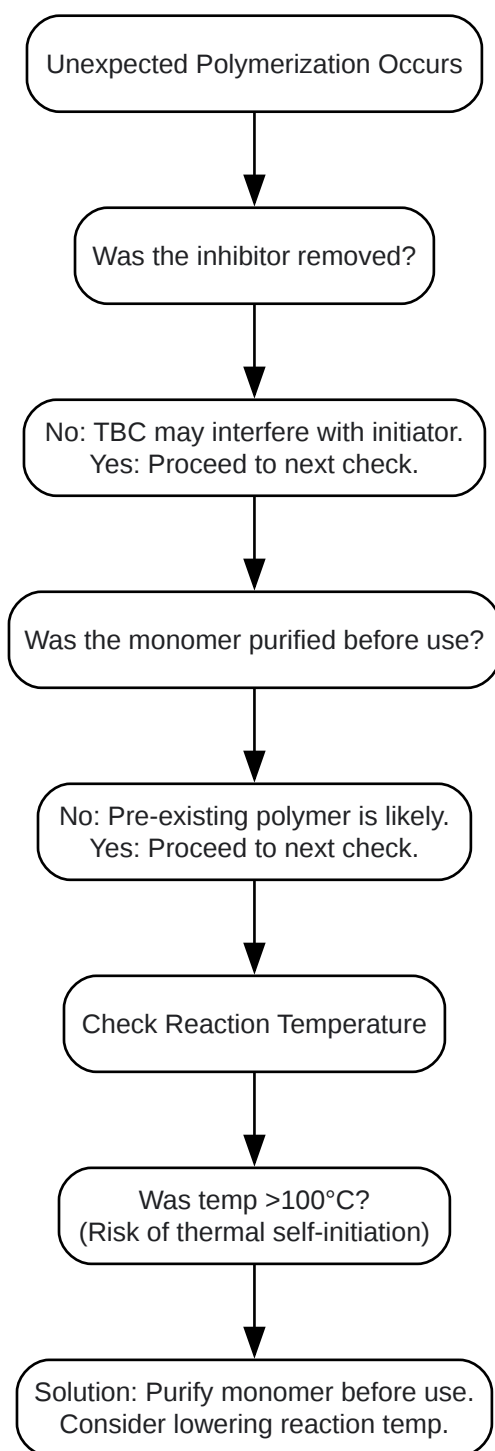 Unexpected Polymerization Occurs
Was the inhibitor removed?
No: TBC may interfere with initiator.
Yes: Proceed to next check.
Was the monomer purified before use?
No: Pre-existing polymer is likely.
Yes: Proceed to next check.
Check Reaction Temperature
Was temp >100°C?
(Risk of thermal self-initiation)
Solution: Purify monomer before use.
Consider lowering reaction temp.